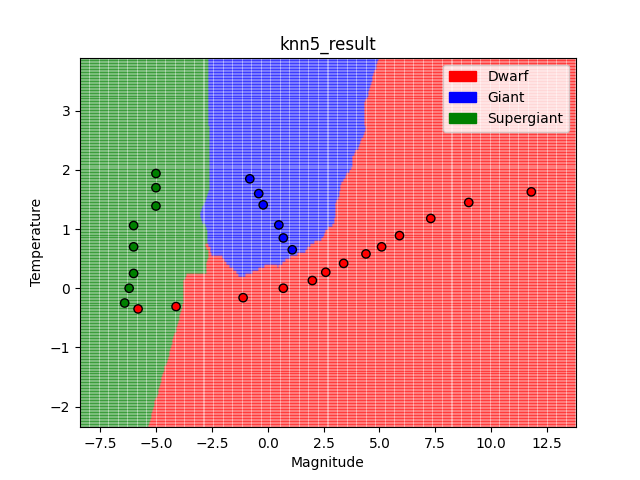 knn5_result
Dwarf
Giant
Supergiant
3
2
1
0
−1
−2
Temperature
−7.5 −5.0 −2.5 0.0 2.5 5.0 7.5 10.0 12.5
Magnitude